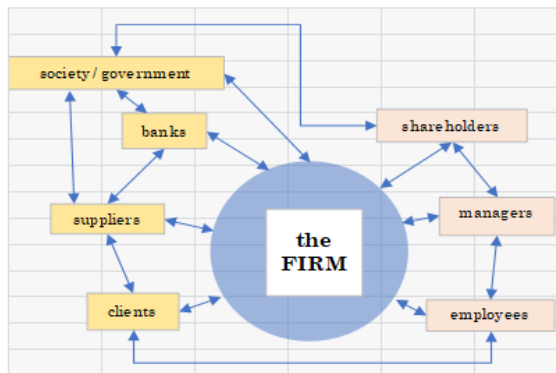 society / government
banks
shareholders
suppliers
managers
the
FIRM
clients
employees